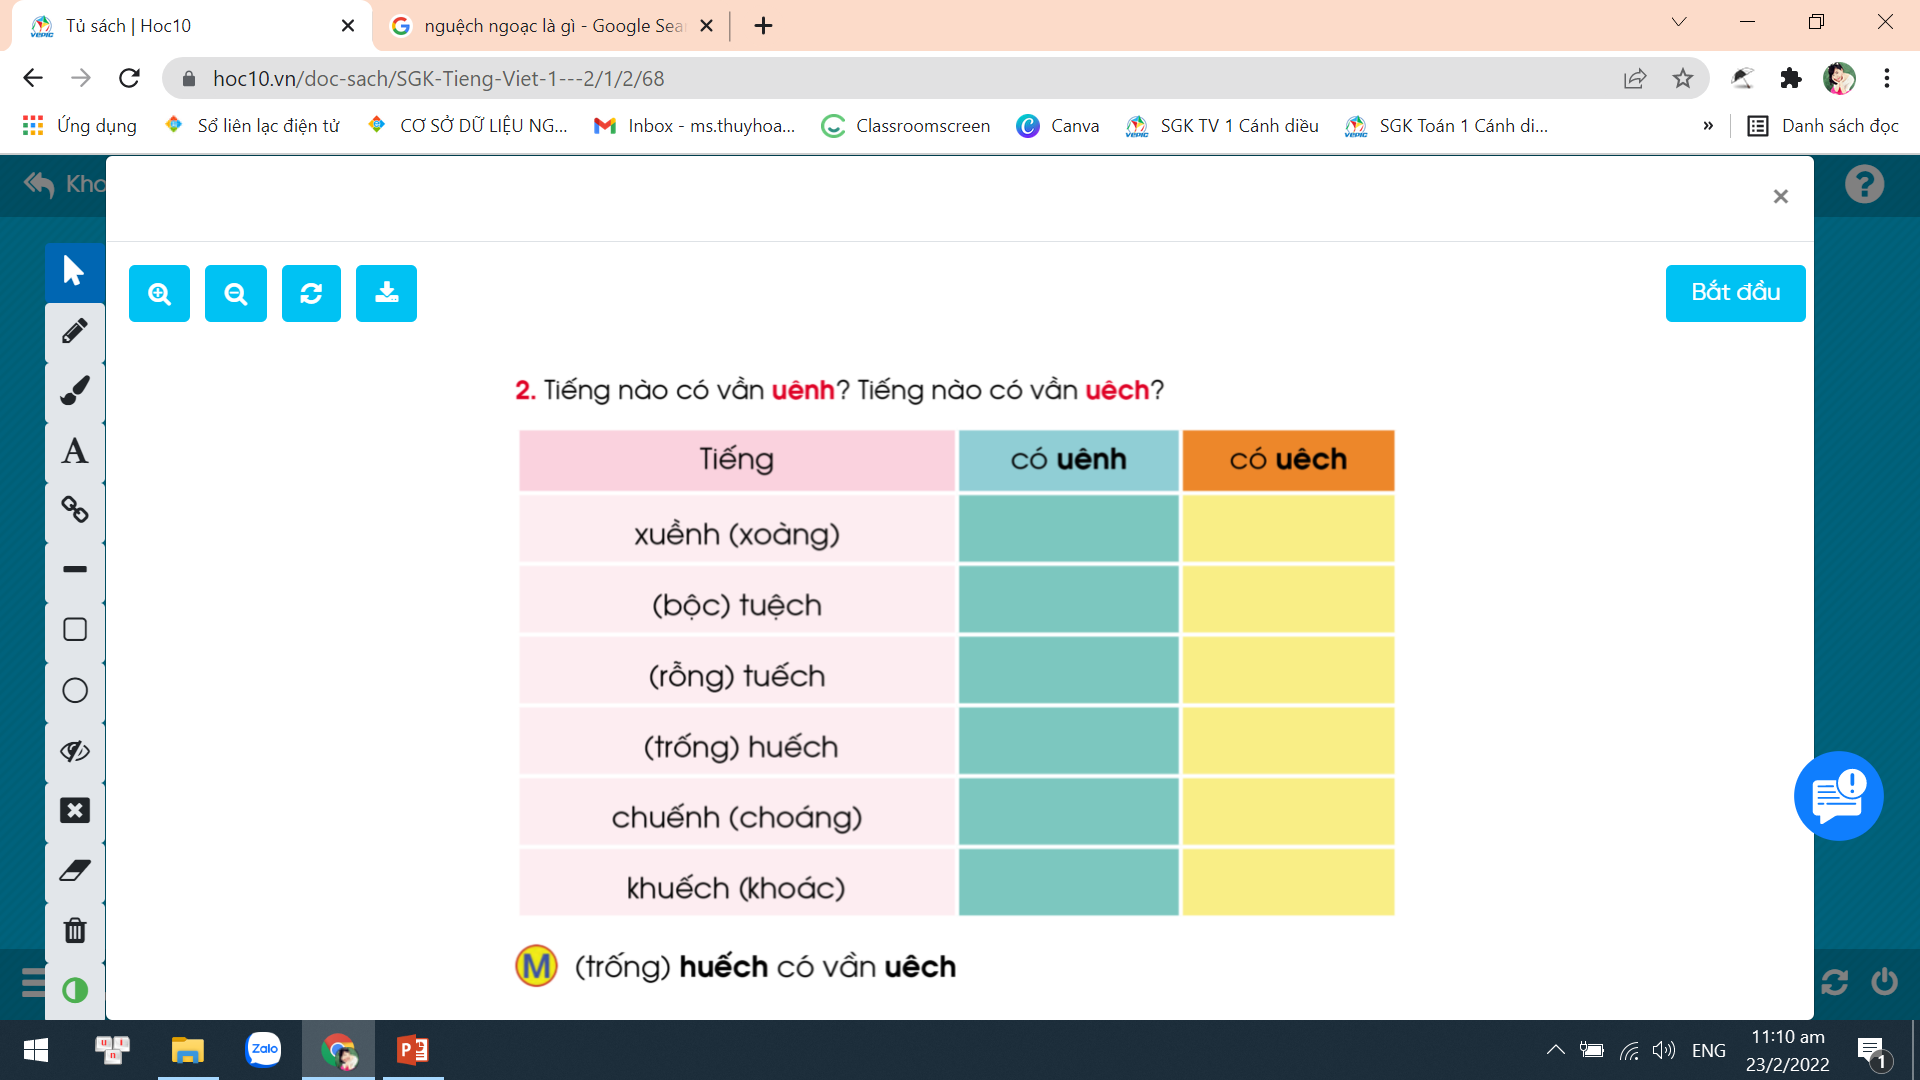 Tủ sách | Hoc10
nguệch ngoạc là gì - Google Sea
hoc10.vn/doc-sach/SGK-Tieng-Viet-1---2/1/2/68
Ứng dụng Sổ liên lạc điện tử CƠ SỞ DỮ LIỆU NG... Inbox - ms.thuyhoa... Classroomscreen Canva SGK TV 1 Cánh diều SGK Toán 1 Cánh di... » Danh sách đọc
Kho
Bắt đầu
2. Tiếng nào có vần uênh? Tiếng nào có vần uêch?
Tiếng có uênh có uêch
xuềnh (xoàng)
(bộc) tuệch
(rỗng) tuếch
(trống) huếch
chuếnh (choáng)
khuếch (khoác)
M (trống) huếch có vần uêch
A
Zalo
ENG
11:10 am
23/2/2022
1